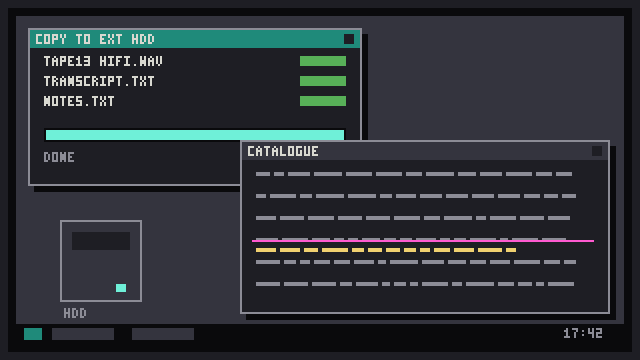 COPY TO EXT HDD
TAPE13 HIFI.WAV
TRANSCRIPT.TXT
NOTES.TXT
DONE
CATALOGUE
HDD
17:42